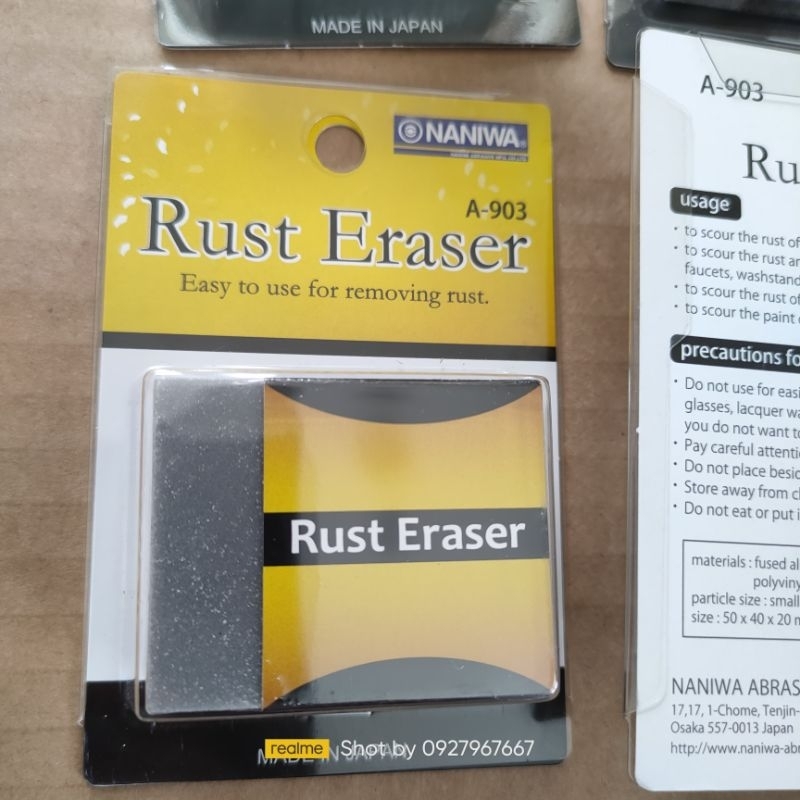 MADE IN JAPAN
NANIWA
A-903
Rust Eraser
Easy to use for removing rust.
Rust Eraser
MADE IN JAPAN
realme Shot by 0927967667
A-903
Ru
usage
・to scour the rust of
・to scour the rust an
faucets, washstand
・to scour the rust of
・to scour the paint
precautions fo
・Do not use for easi
glasses, lacquer wa
you do not want to
・Pay careful attenti
・Do not place besid
・Store away from c
・Do not eat or put i
materials : fused al
polyviny
particle size : small
size : 50 x 40 x 20 m
NANIWA ABRAS
17,17, 1-Chome, Tenjin-
Osaka 557-0013 Japan
http://www.naniwa-abr